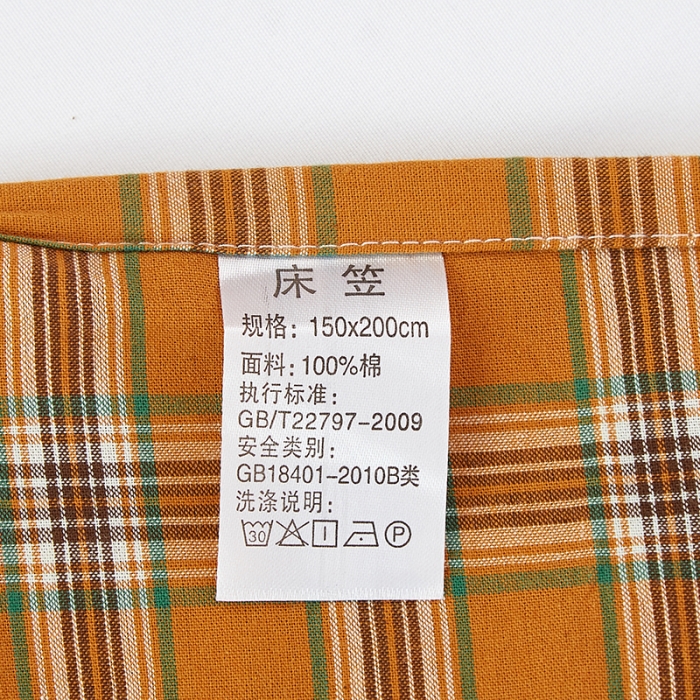 床笠
规格: 150x200cm
面料: 100%棉
执行标准:
GB/T22797-2009
安全类别:
GB18401-2010B类
洗涤说明:
30 P